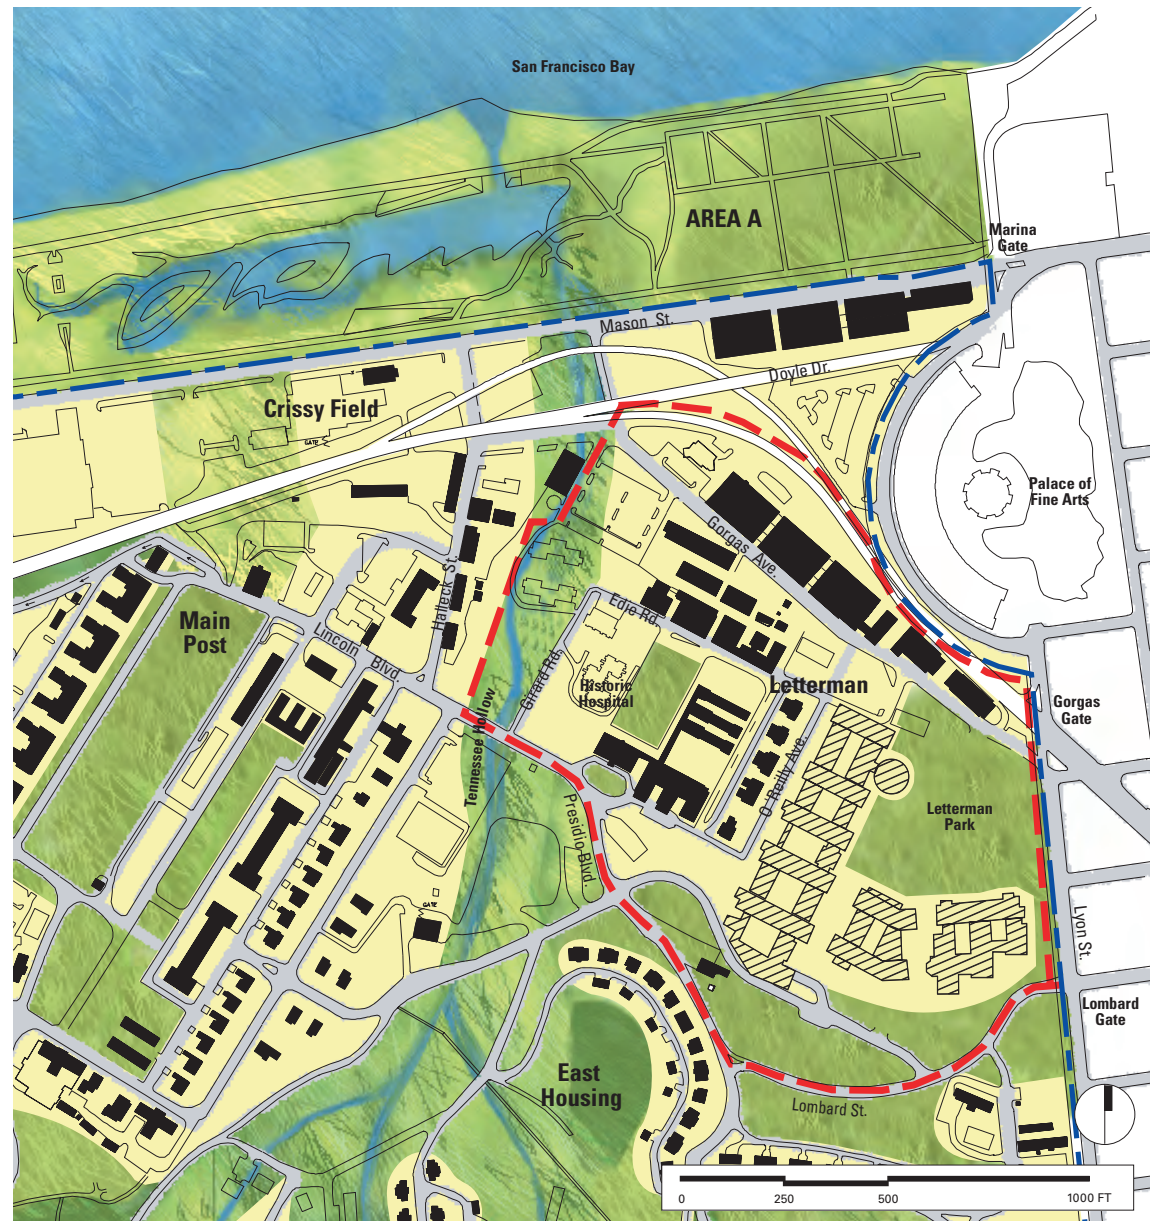 San Francisco Bay
AREA A
Marina
Gate
Mason St.
Doyle Dr.
Crissy Field
GATE
Palace of
Fine Arts
Gorgas Ave.
Halleck St.
Edie Rd.
Main
Post
Lincoln Blvd.
Girard Rd.
Historic
Hospital
Letterman
Gorgas
Gate
Tennessee Hollow
O'Reilly Ave.
Letterman
Park
Presidio Blvd.
GATE
Lyon St.
Lombard
Gate
East
Housing
Lombard St.
0 250 500 1000 FT